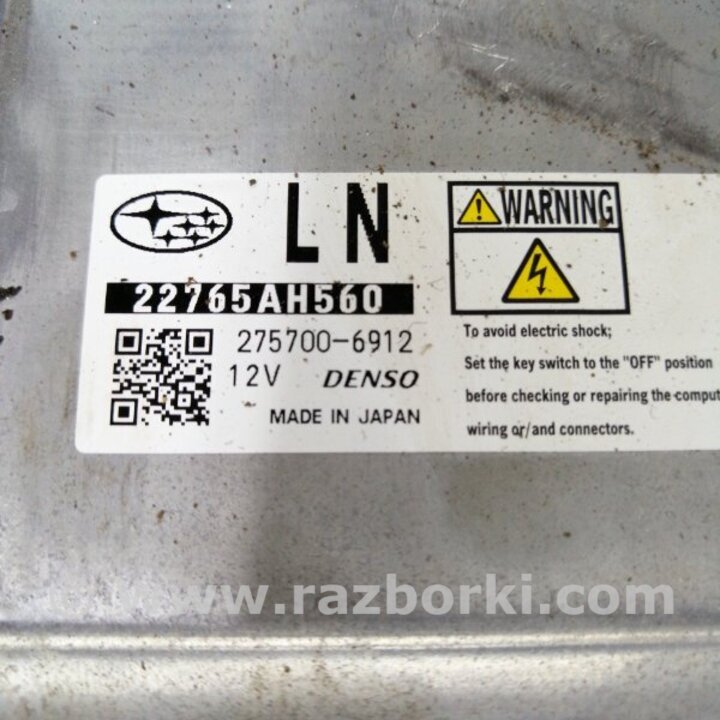 LN
WARNING
22765AH560
275700-6912
12V DENSO
MADE IN JAPAN
To avoid electric shock;
Set the key switch to the "OFF" position
before checking or repairing the comput
wiring or/and connectors.
www.razborki.com